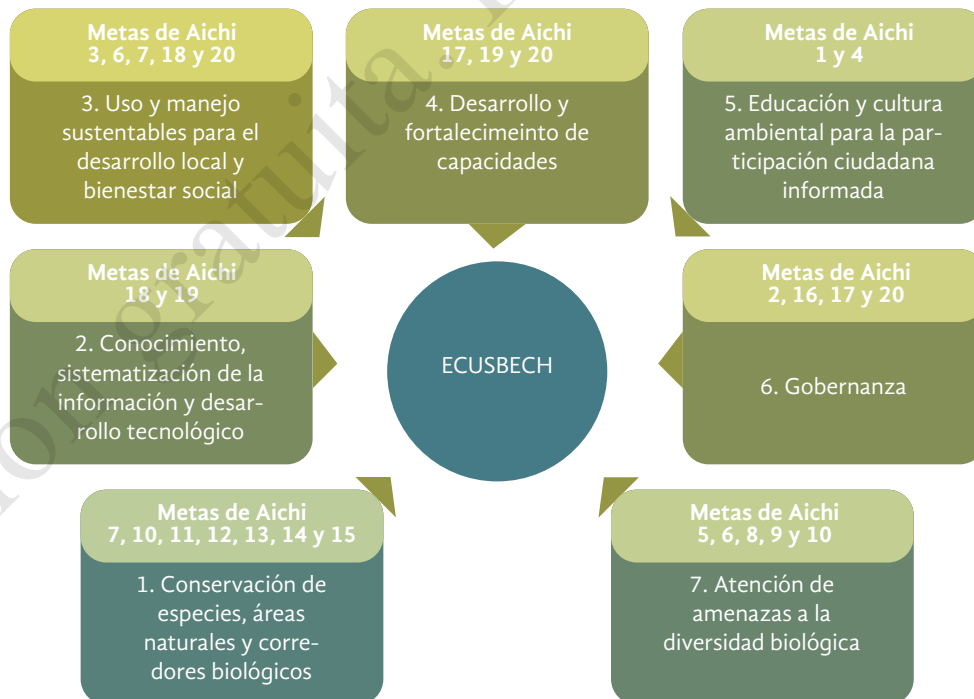 Metas de Aichi
3, 6, 7, 18 y 20
3. Uso y manejo
sustentables para el
desarrollo local y
bienestar social
Metas de Aichi
17, 19 y 20
4. Desarrollo y
fortalecimeinto de
capacidades
Metas de Aichi
1 y 4
5. Educación y cultura
ambiental para la par-
ticipación ciudadana
informada
Metas de Aichi
18 y 19
2. Conocimiento,
sistematización de la
información y desar-
rollo tecnológico
ECUSBECH
Metas de Aichi
2, 16, 17 y 20
6. Gobernanza
Metas de Aichi
7, 10, 11, 12, 13, 14 y 15
1. Conservación de
especies, áreas
naturales y corre-
dores biológicos
Metas de Aichi
5, 6, 8, 9 y 10
7. Atención de
amenazas a la
diversidad biológica
gratuita.